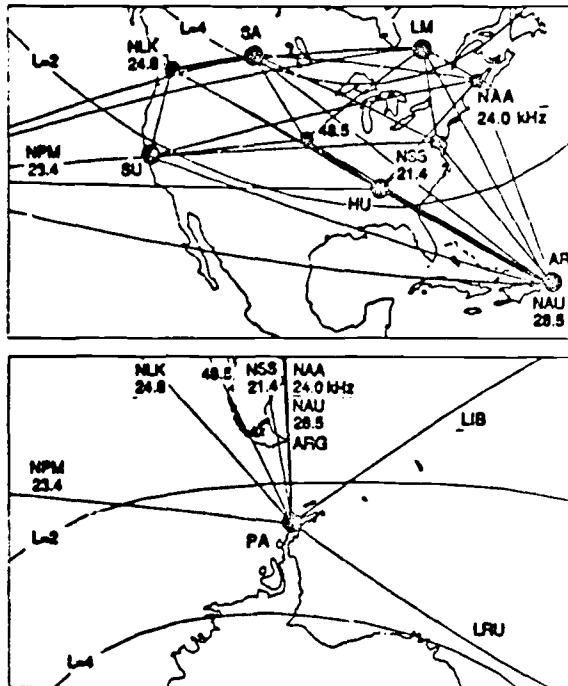 L=4
SA
LM
NLK
24.8
L=2
NAA
24.0 kHz
48.5
NPM
23.4
SU
NSS
21.4
HU
AR
NAU
28.5
NLK
24.8
48.5
NSS
21.4
NAA
24.0 kHz
NAU
28.5
ARG
LIB
NPM
23.4
L=2
PA
LRU
L=4